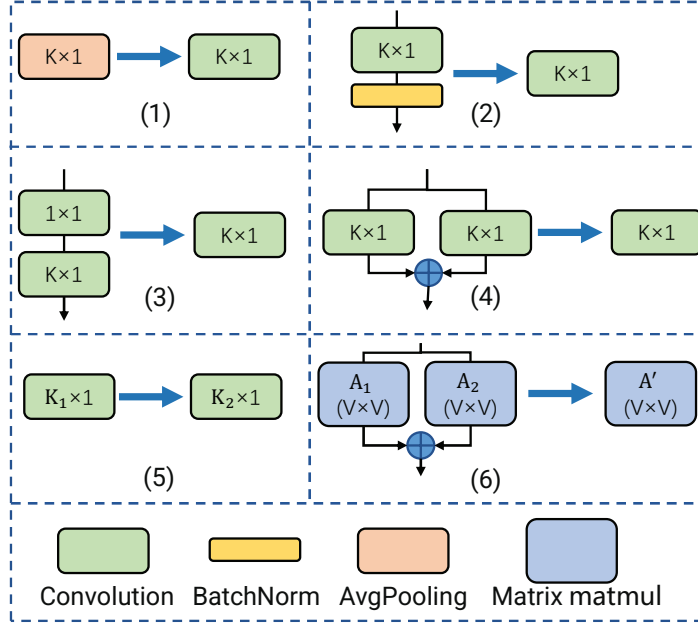 K×1 K×1
(1)
K×1
K×1
(2)
1×1
K×1
K×1
(3)
K×1 K×1 K×1
(4)
K₁×1 K₂×1
(5)
A₁ A₂ A′
(V×V) (V×V) (V×V)
(6)
Convolution BatchNorm AvgPooling Matrix matmul